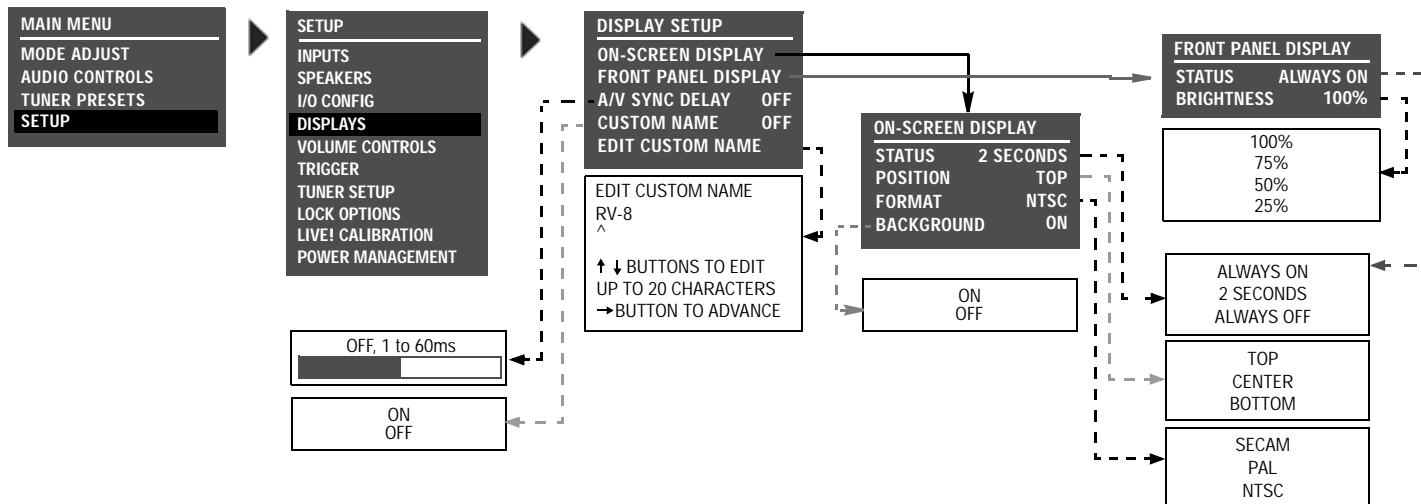 MAIN MENU
MODE ADJUST
AUDIO CONTROLS
TUNER PRESETS
SETUP
SETUP
INPUTS
SPEAKERS
I/O CONFIG
DISPLAYS
VOLUME CONTROLS
TRIGGER
TUNER SETUP
LOCK OPTIONS
LIVE! CALIBRATION
POWER MANAGEMENT
DISPLAY SETUP
ON-SCREEN DISPLAY
FRONT PANEL DISPLAY
A/V SYNC DELAY OFF
CUSTOM NAME OFF
EDIT CUSTOM NAME
EDIT CUSTOM NAME
RV-8
^
↑ ↓ BUTTONS TO EDIT
UP TO 20 CHARACTERS
→ BUTTON TO ADVANCE
OFF, 1 to 60ms
ON
OFF
ON-SCREEN DISPLAY
STATUS 2 SECONDS
POSITION TOP
FORMAT NTSC
BACKGROUND ON
ON
OFF
FRONT PANEL DISPLAY
STATUS ALWAYS ON
BRIGHTNESS 100%
100%
75%
50%
25%
ALWAYS ON
2 SECONDS
ALWAYS OFF
TOP
CENTER
BOTTOM
SECAM
PAL
NTSC